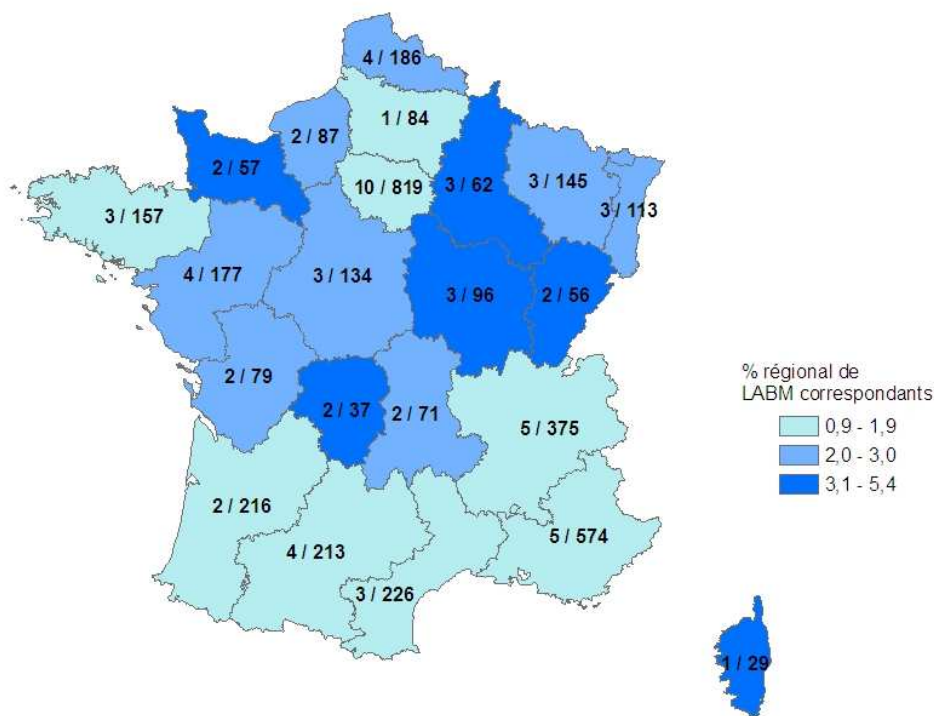 4 / 186
1 / 84
2 / 87
2 / 57
10 / 819
3 / 62
3 / 145
3 / 113
3 / 157
4 / 177
3 / 134
3 / 96
2 / 56
2 / 79
2 / 37
2 / 71
5 / 375
2 / 216
4 / 213
3 / 226
5 / 574
1 / 29
% régional de
LABM correspondants
0,9 - 1,9
2,0 - 3,0
3,1 - 5,4